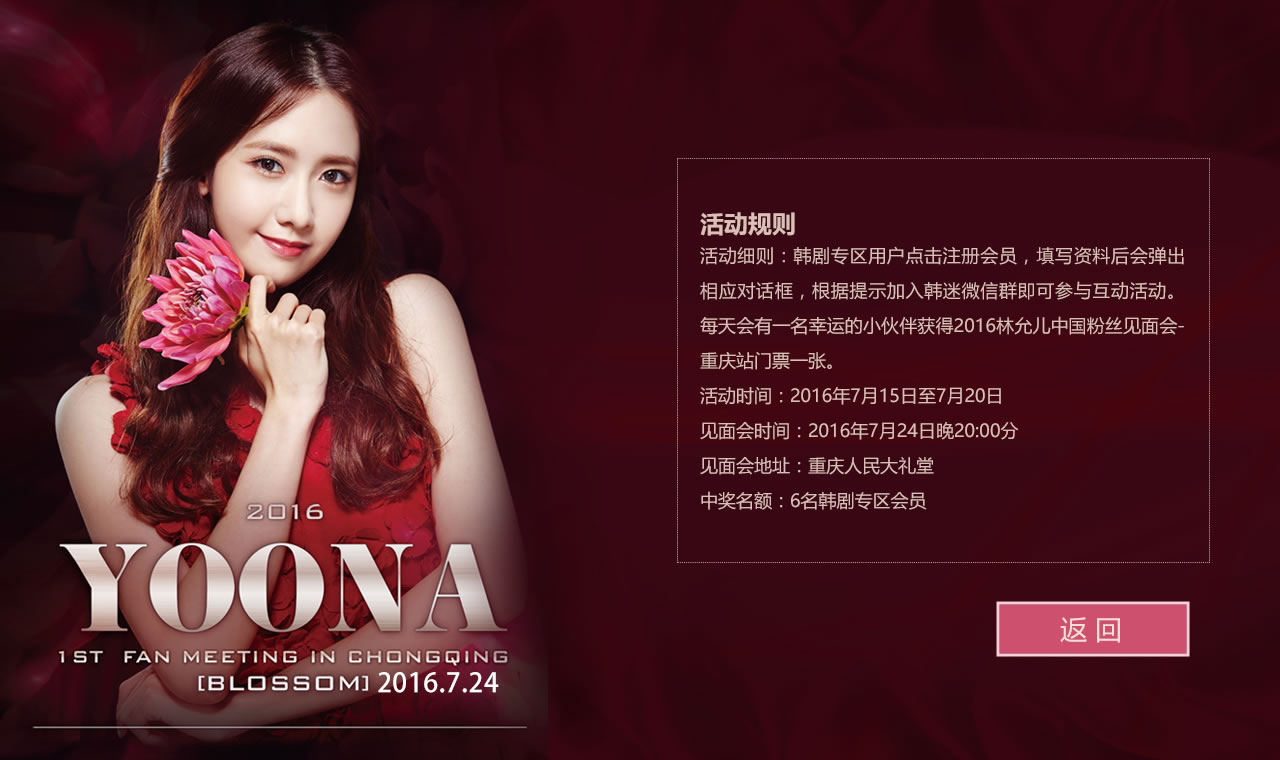 2016
YOONA
1ST FAN MEETING IN CHONGQING
[BLOSSOM] 2016.7.24
活动规则
活动细则：韩剧专区用户点击注册会员，填写资料后会弹出
相应对话框，根据提示加入韩迷微信群即可参与互动活动。
每天会有一名幸运的小伙伴获得2016林允儿中国粉丝见面会-
重庆站门票一张。
活动时间：2016年7月15日至7月20日
见面会时间：2016年7月24日晚20:00分
见面会地址：重庆人民大礼堂
中奖名额：6名韩剧专区会员
返 回